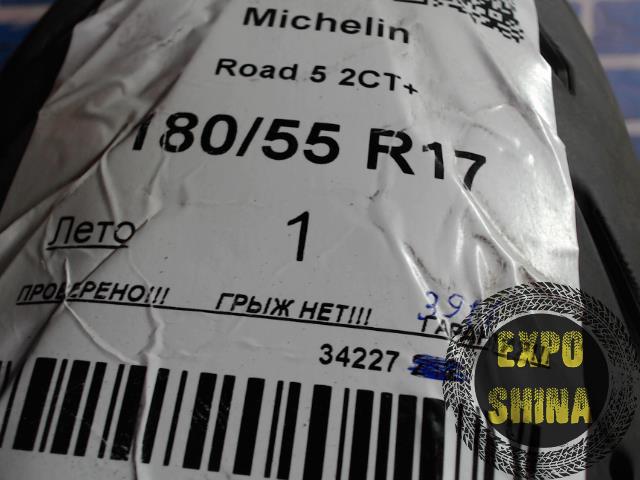 Michelin
Road 5 2CT+
180/55 R17
Лето 1
ПРОВЕРЕНО!!! ГРЫЖ НЕТ!!!
34227
EXPO
SHINA